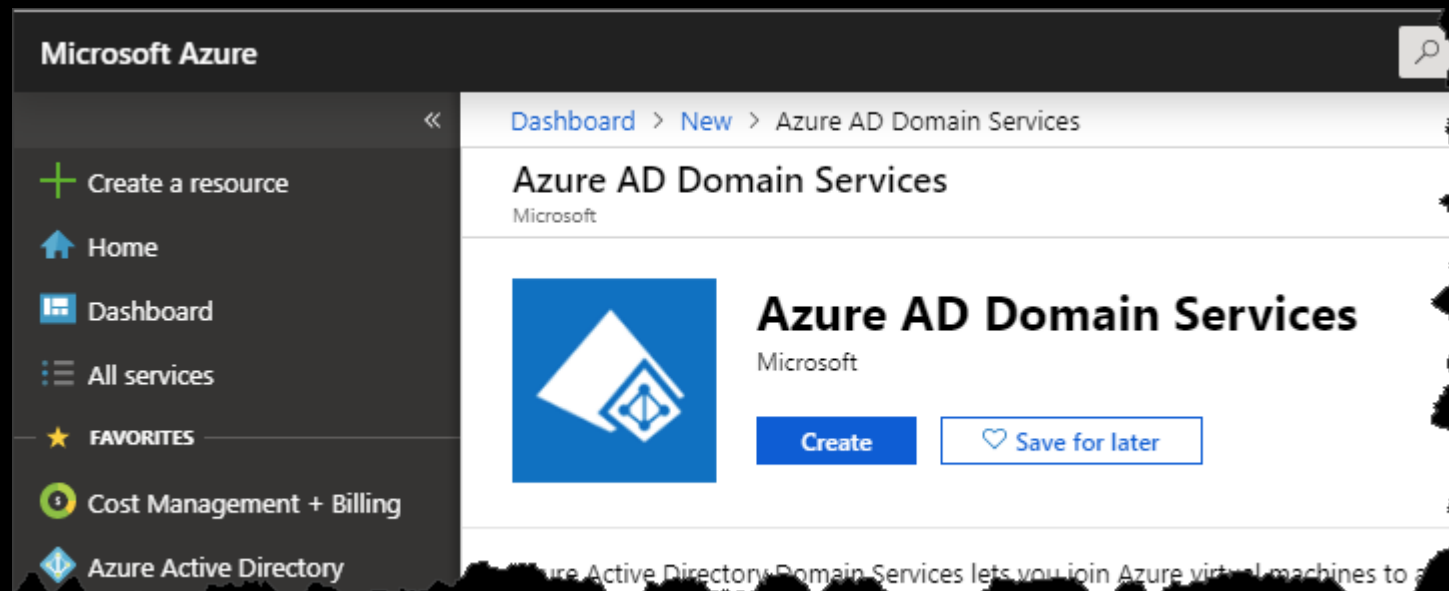 Microsoft Azure
Dashboard > New > Azure AD Domain Services
Create a resource
Azure AD Domain Services
Microsoft
Home
Dashboard
All services
FAVORITES
Cost Management + Billing
Azure Active Directory
Azure AD Domain Services
Microsoft
Create
Save for later
Active Directory Domain Services lets you join Azure virtual machines to